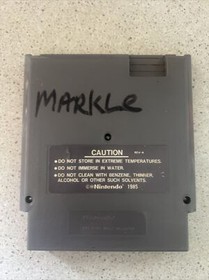 MARKLE
CAUTION
REV-A
●DO NOT STORE IN EXTREME TEMPERATURES.
●DO NOT IMMERSE IN WATER.
●DO NOT CLEAN WITH BENZENE, THINNER,
ALCOHOL OR OTHER SUCH SOLVENTS.
©Nintendo 1985